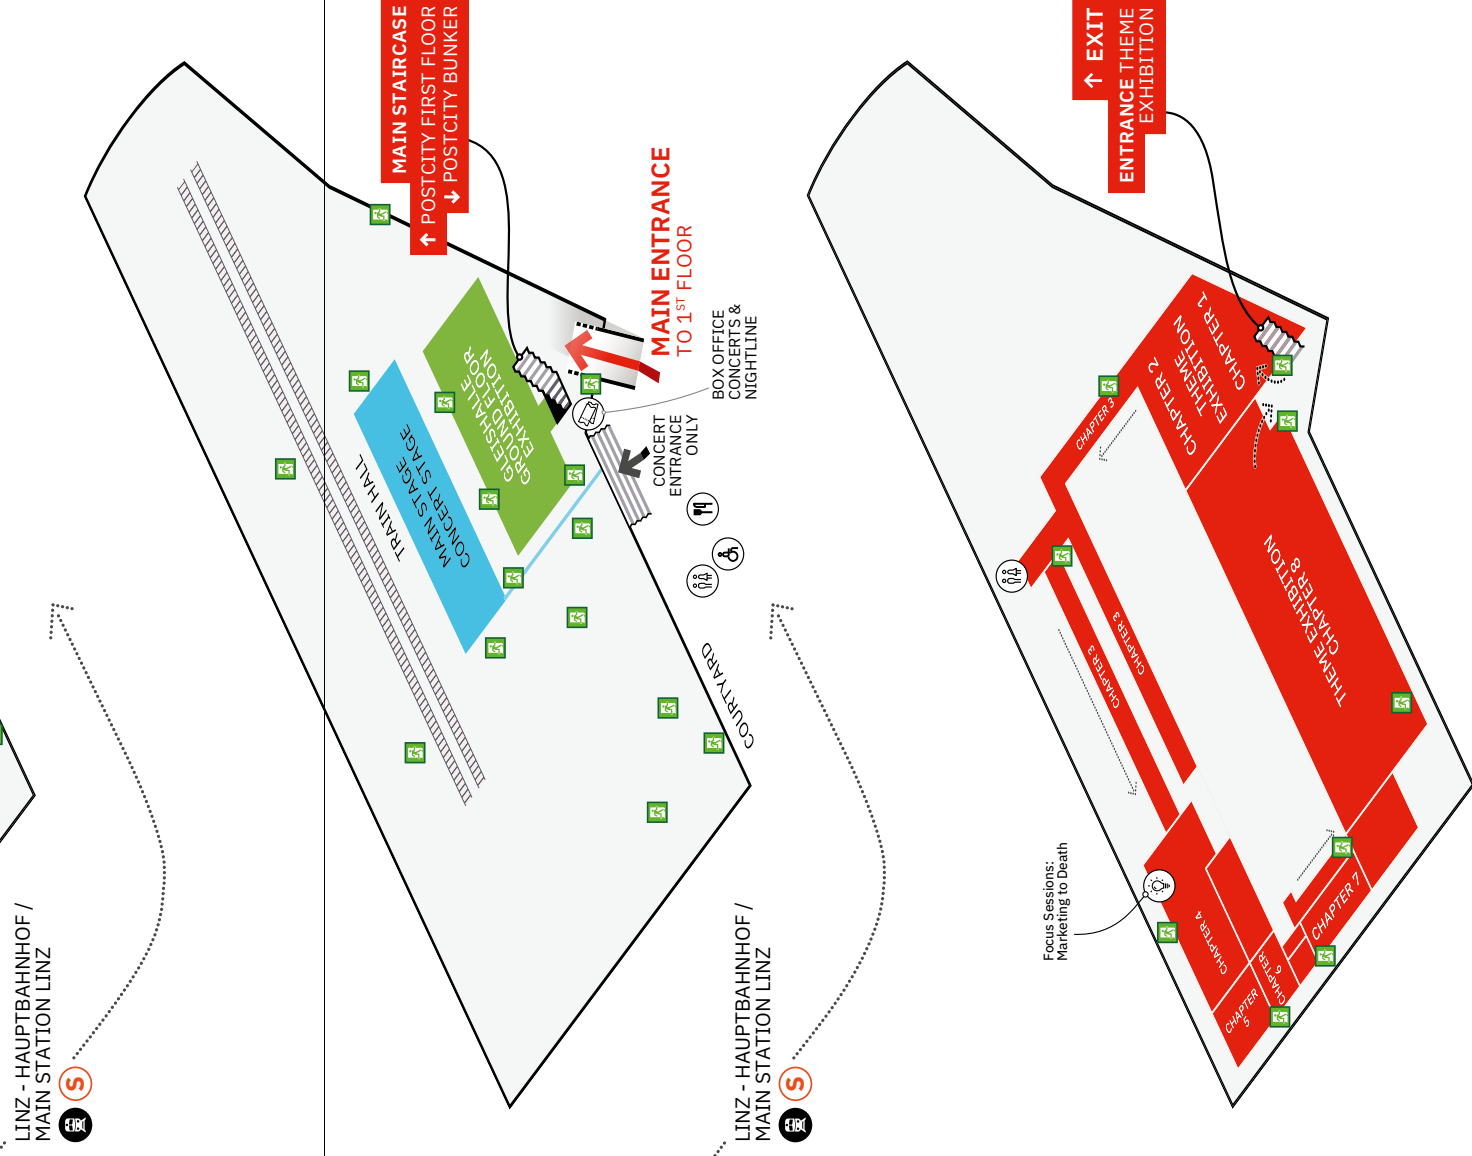 MAIN STAIRCASE
↑ POSTCITY FIRST FLOOR
↓ POSTCITY BUNKER
MAIN ENTRANCE
TO 1ST FLOOR
BOX OFFICE
CONCERTS &
NIGHTLINE
CONCERT
ENTRANCE
ONLY
GLEISHALLE OR
GROUND FLOOR
EXHIBITION
TRAIN HALL
MAIN STAGE
CONCERT STAGE
COURTYARD
LINZ - HAUPTBAHNHOF /
MAIN STATION LINZ
S
↑ EXIT
ENTRANCE THEME
EXHIBITION
CHAPTER 2
THEME
EXHIBITION
CHAPTER 1
CHAPTER 3
CHAPTER 3
CHAPTER 3
THEME EXHIBITION
CHAPTER 8
Focus Sessions:
Marketing to Death
CHAPTER 4
CHAPTER
5
CHAPTER
6
CHAPTER 7
LINZ - HAUPTBAHNHOF /
MAIN STATION LINZ
S